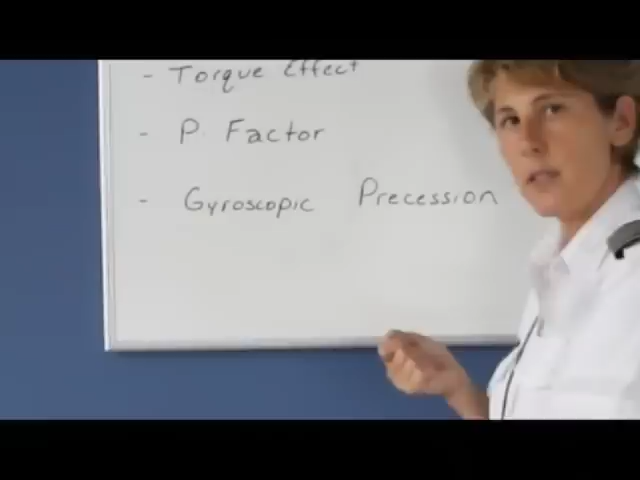 - Torque Effect
- P. Factor
- Gyroscopic Precession